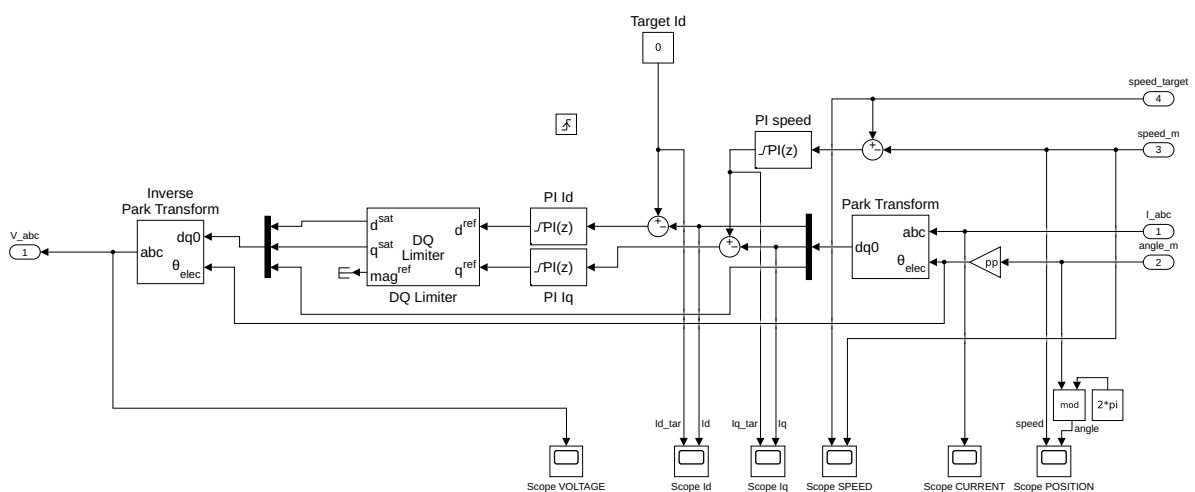 Target Id
0
speed_target
4
PI speed
PI(z)
+
−
speed_m
3
Inverse
Park Transform
PI Id
Park Transform
V_abc
1
abc
dq0
θelec
d^sat
q^sat
mag^ref
DQ
Limiter
d^ref
q^ref
DQ Limiter
PI(z)
PI(z)
PI Iq
+
−
+
−
dq0
abc
θelec
pp
I_abc
1
angle_m
2
mod
2*pi
Id_tar
Id
Iq_tar
Iq
speed
angle
Scope VOLTAGE
Scope Id
Scope Iq
Scope SPEED
Scope CURRENT
Scope POSITION